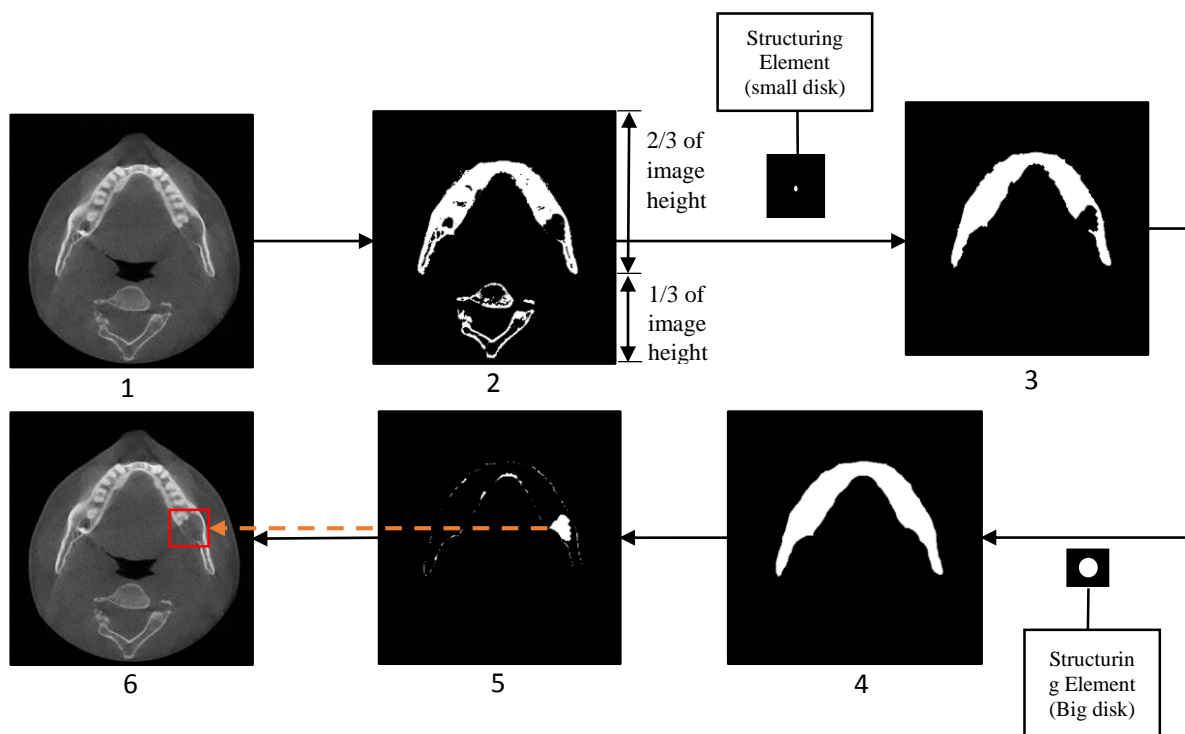 Structuring
Element
(small disk)
2/3 of
image
height
1/3 of
image
height
1
2
3
6
5
4
Structurin
g Element
(Big disk)